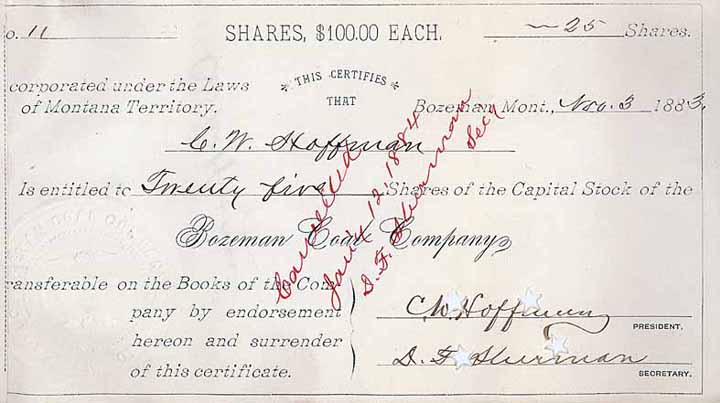 o. 11 SHARES, $100.00 EACH. 25 Shares.
corporated under the Laws THIS CERTIFIES
of Montana Territory. THAT Bozeman Mont., Nov. 3 1883.
C. W. Hoffman
Is entitled to Twenty five Shares of the Capital Stock of the
Bozeman Coal Company
ransferable on the Books of the Com
pany by endorsement C.W. Hoffman
PRESIDENT.
hereon and surrender D. F. Sherman
of this certificate. SECRETARY.
Cancelled
12 1884
D. F. Sherman
Secy